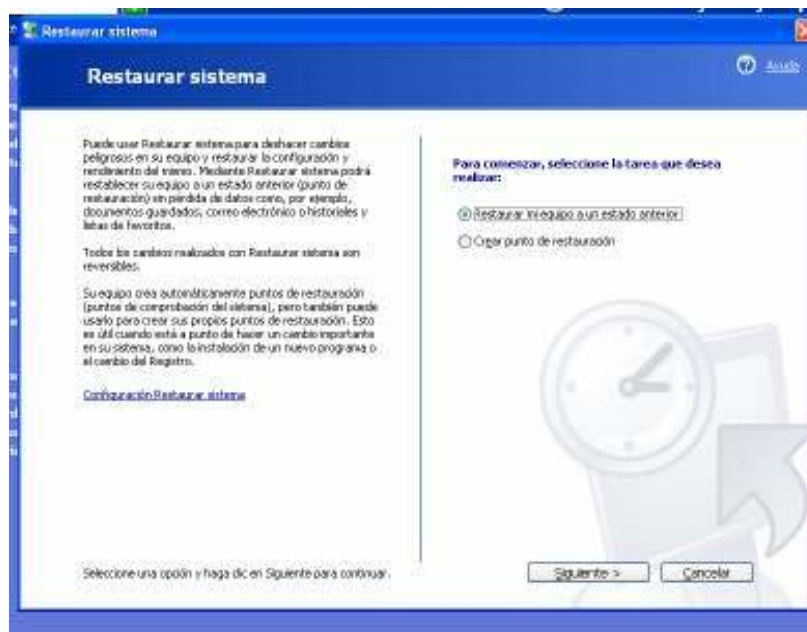 Restaurar sistema
Restaurar sistema
Ayuda
Puede usar Restaurar sistema para deshacer cambios
peligrosos en su equipo y restaurar la configuración y
rendimiento del mismo. Mediante Restaurar sistema podrá
restablecer su equipo a un estado anterior (punto de
restauración) sin pérdida de datos como, por ejemplo,
documentos guardados, correo electrónico o historiales y
listas de favoritos.
Todos los cambios realizados con Restaurar sistema son
reversibles.
Su equipo crea automáticamente puntos de restauración
(puntos de comprobación del sistema), pero también puede
usarlo para crear sus propios puntos de restauración. Esto
es útil cuando está a punto de hacer un cambio importante
en su sistema, como la instalación de un nuevo programa o
el cambio del Registro.
Configuración Restaurar sistema
Para comenzar, seleccione la tarea que desea
realizar:
Restaurar mi equipo a un estado anterior
Crear punto de restauración
Seleccione una opción y haga clic en Siguiente para continuar.
Siguiente >
Cancelar